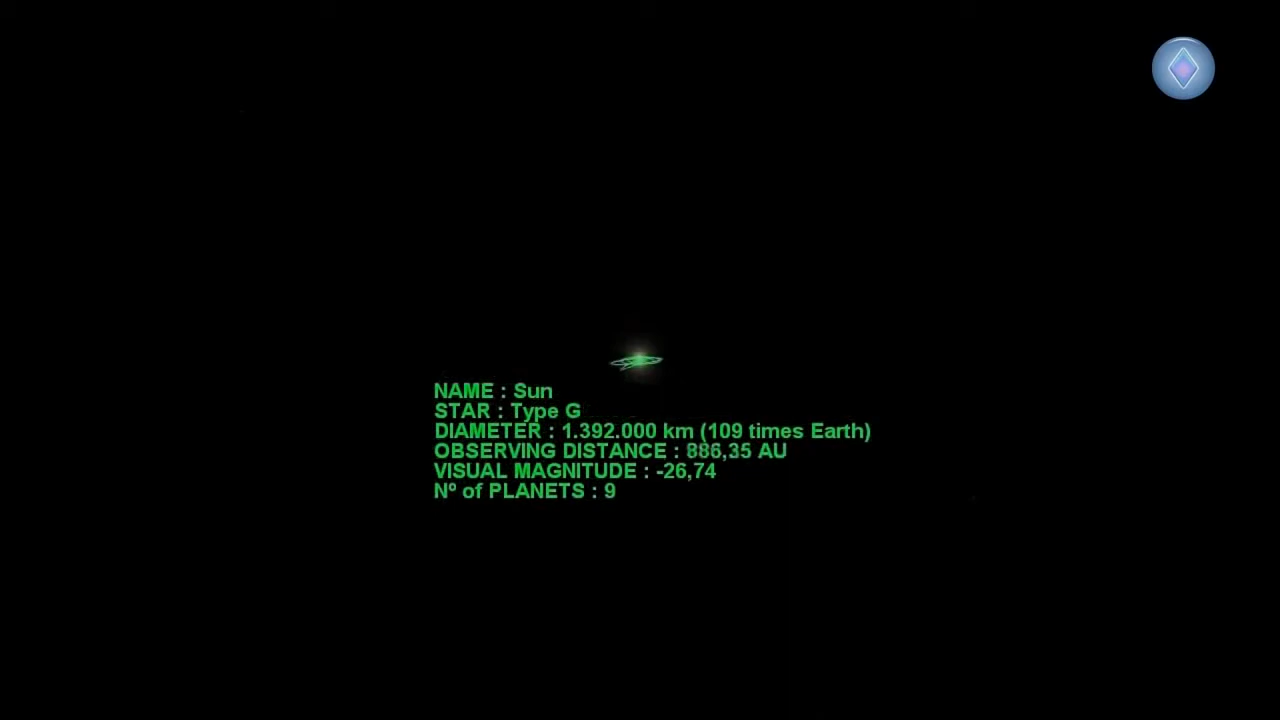 NAME : Sun
STAR : Type G
DIAMETER : 1.392.000 km (109 times Earth)
OBSERVING DISTANCE : 886,35 AU
VISUAL MAGNITUDE : -26,74
Nº of PLANETS : 9